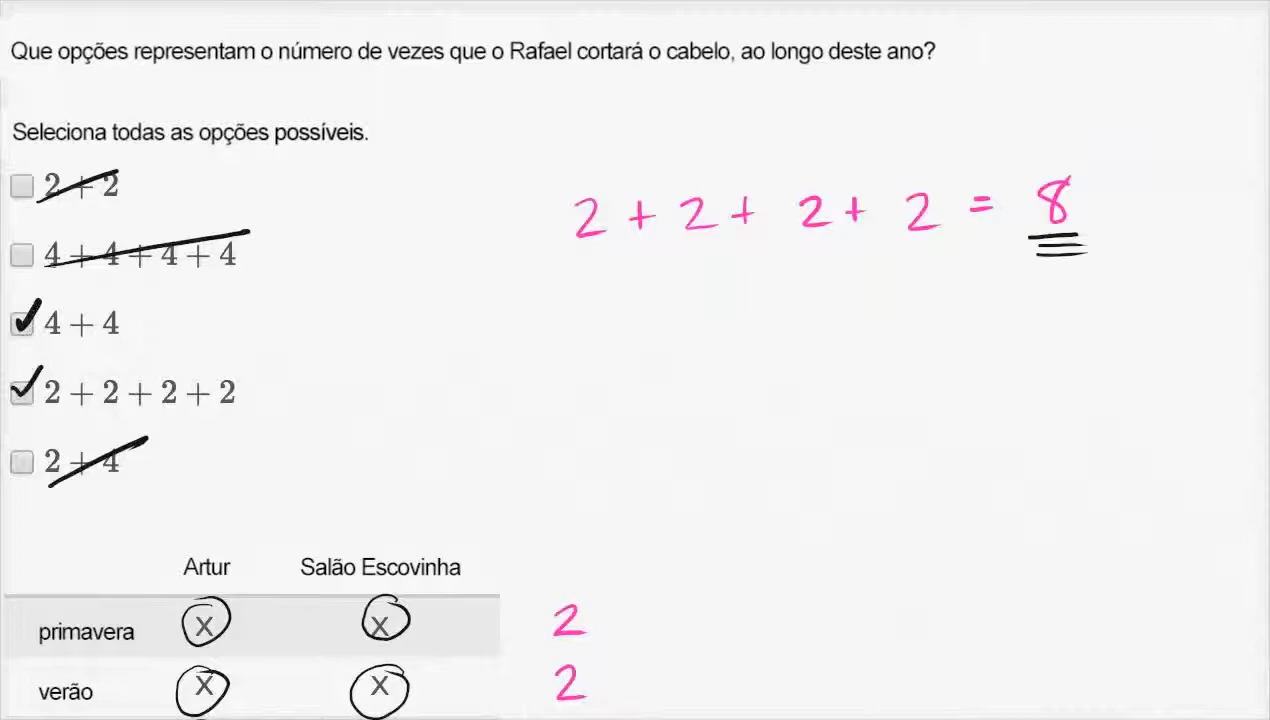 Que opções representam o número de vezes que o Rafael cortará o cabelo, ao longo deste ano?
Seleciona todas as opções possíveis.
2 + 2
4 + 4 + 4 + 4
4 + 4
2 + 2 + 2 + 2
2 + 4
2 + 2 + 2 + 2 = 8
Artur Salão Escovinha
primavera X X 2
verão X X 2